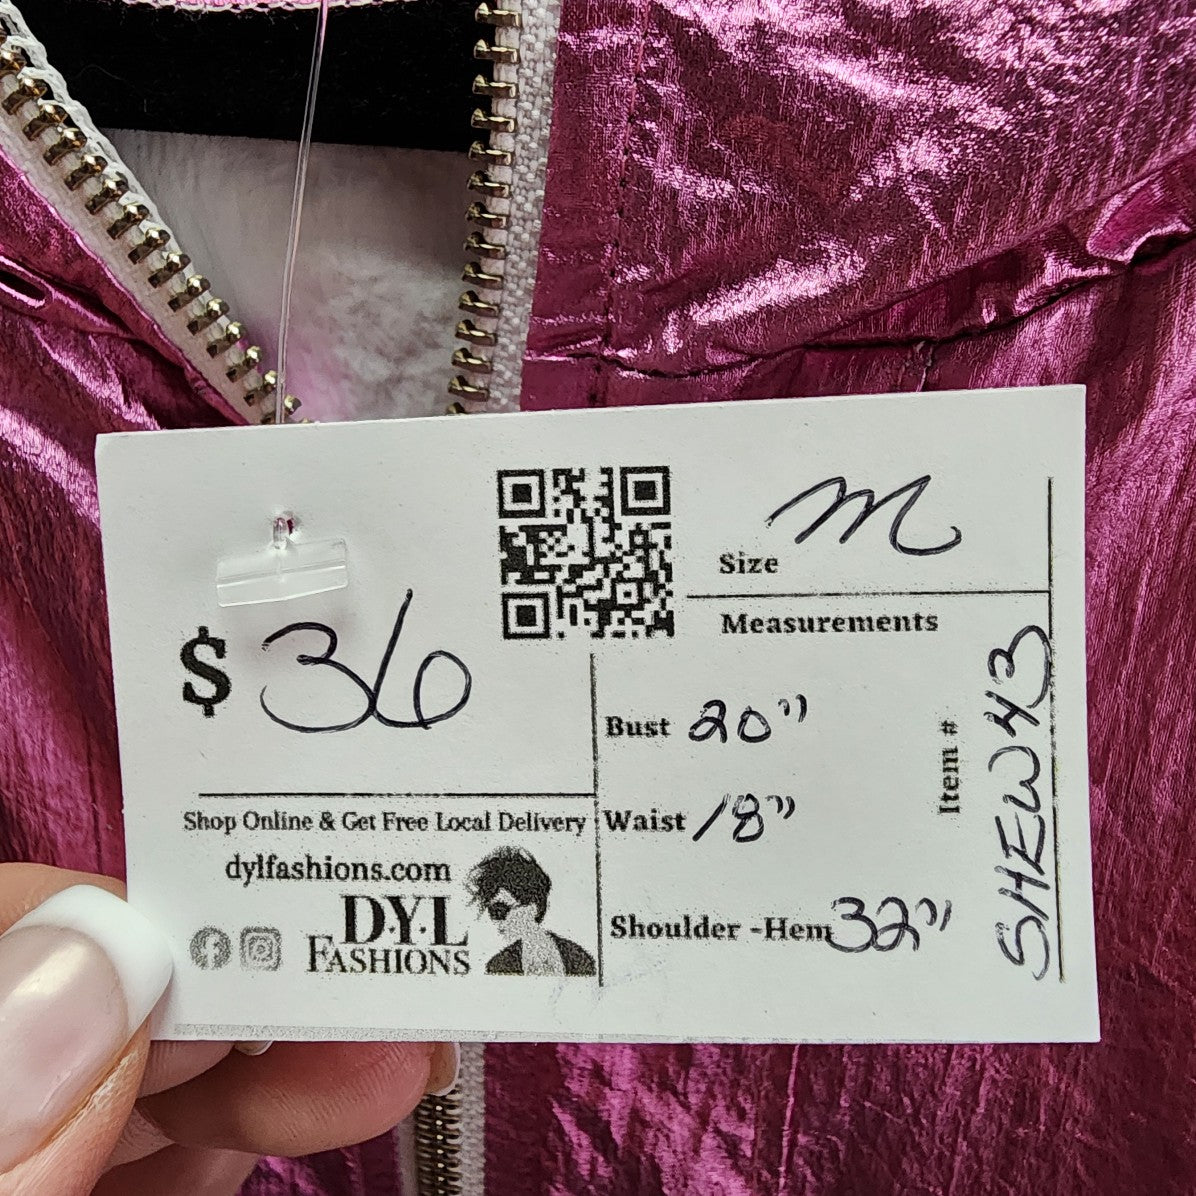 $ 36
Shop Online & Get Free Local Delivery
dylfashions.com
D·Y·L
FASHIONS
Size M
Measurements
Bust 20"
Waist 18"
Shoulder -Hem 32"
Item # SHEW43